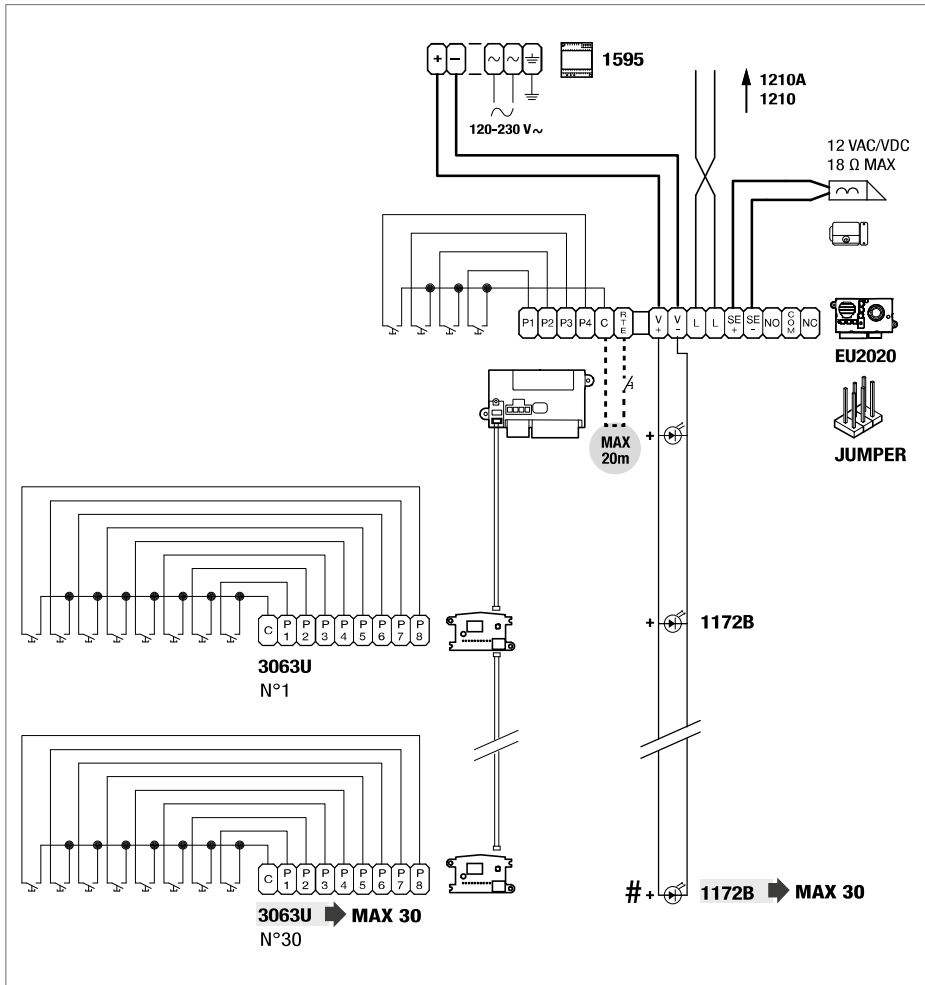 + − ~ ~
1595
120-230 V~
1210A
1210
12 VAC/VDC
18 Ω MAX
P1 P2 P3 P4 C RTE V+ V- L L SE+ SE- NO COM NC
EU2020
JUMPER
MAX
20m
+
+
1172B
C P1 P2 P3 P4 P5 P6 P7 P8
3063U
N°1
C P1 P2 P3 P4 P5 P6 P7 P8
# +
1172B MAX 30
3063U MAX 30
N°30